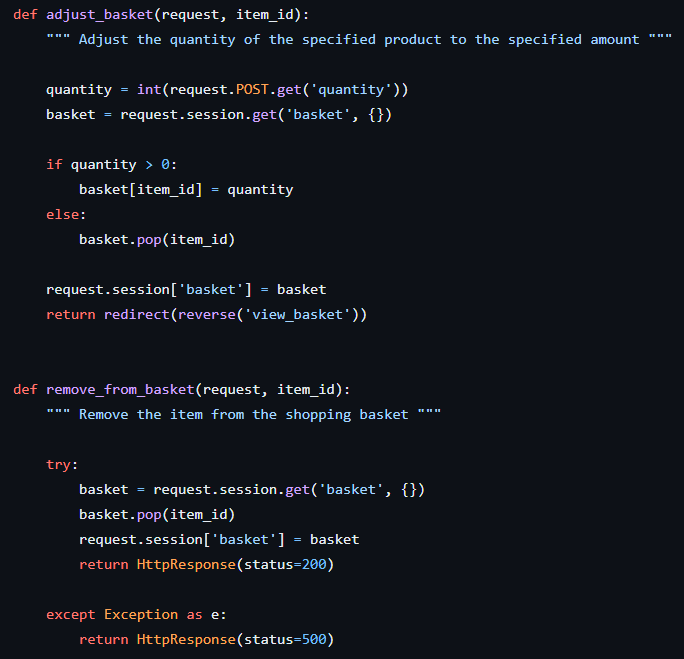 def adjust_basket(request, item_id):
    """ Adjust the quantity of the specified product to the specified amount """

    quantity = int(request.POST.get('quantity'))
    basket = request.session.get('basket', {})

    if quantity > 0:
        basket[item_id] = quantity
    else:
        basket.pop(item_id)

    request.session['basket'] = basket
    return redirect(reverse('view_basket'))


def remove_from_basket(request, item_id):
    """ Remove the item from the shopping basket """

    try:
        basket = request.session.get('basket', {})
        basket.pop(item_id)
        request.session['basket'] = basket
        return HttpResponse(status=200)

    except Exception as e:
        return HttpResponse(status=500)